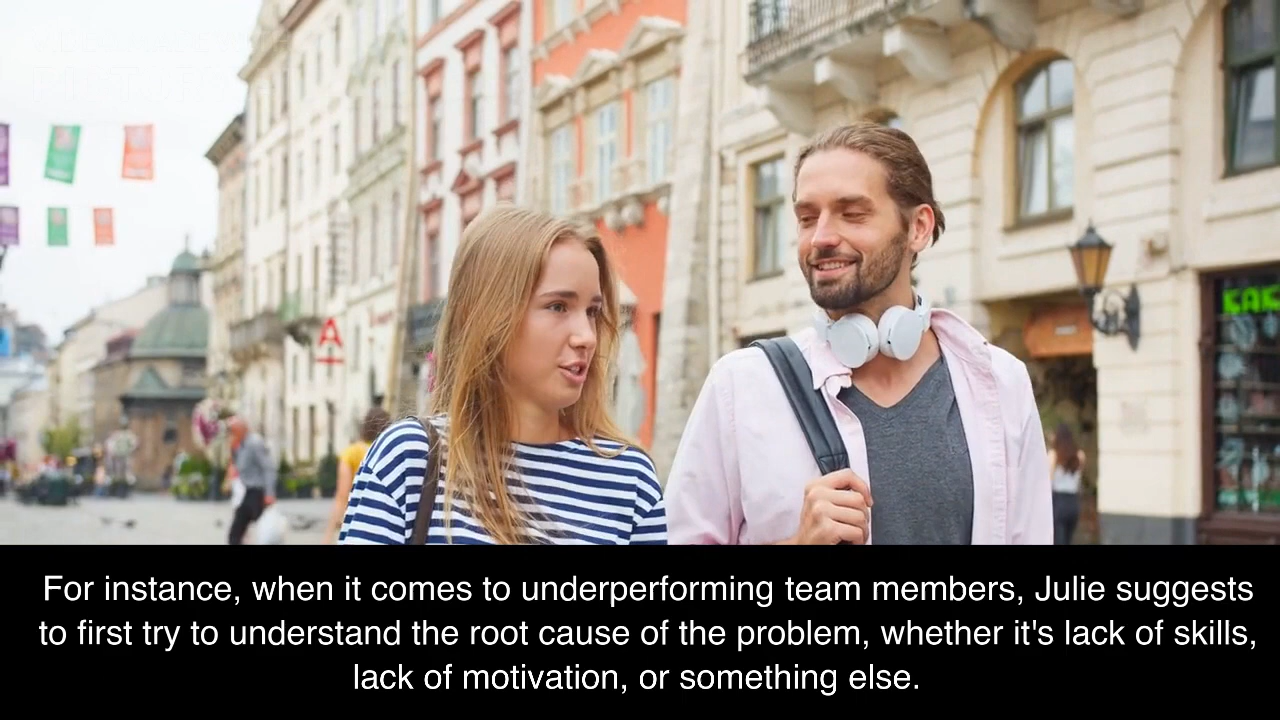 A
For instance, when it comes to underperforming team members, Julie suggests
to first try to understand the root cause of the problem, whether it's lack of skills,
lack of motivation, or something else.